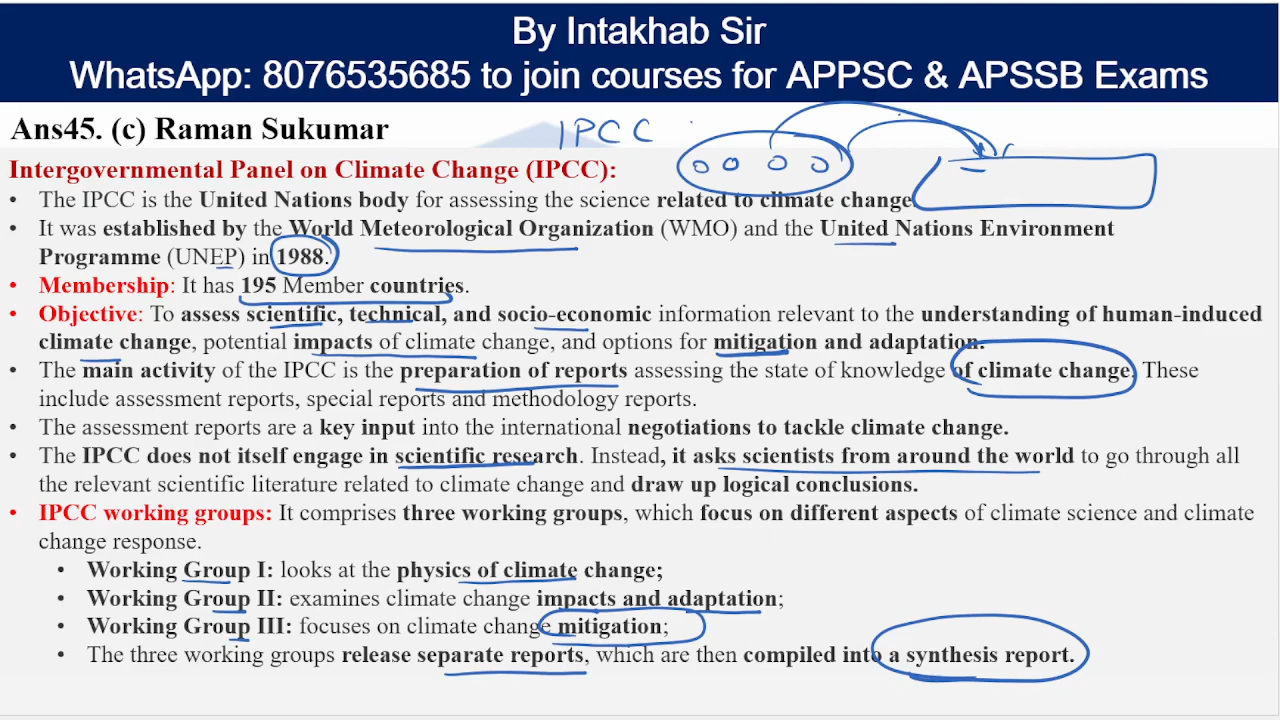 By Intakhab Sir
WhatsApp: 8076535685 to join courses for APPSC & APSSB Exams
Ans45. (c) Raman Sukumar
IPCC
Intergovernmental Panel on Climate Change (IPCC):
• The IPCC is the United Nations body for assessing the science related to climate change.
• It was established by the World Meteorological Organization (WMO) and the United Nations Environment
Programme (UNEP) in 1988.
• Membership: It has 195 Member countries.
• Objective: To assess scientific, technical, and socio-economic information relevant to the understanding of human-induced
climate change, potential impacts of climate change, and options for mitigation and adaptation.
• The main activity of the IPCC is the preparation of reports assessing the state of knowledge of climate change. These
include assessment reports, special reports and methodology reports.
• The assessment reports are a key input into the international negotiations to tackle climate change.
• The IPCC does not itself engage in scientific research. Instead, it asks scientists from around the world to go through all
the relevant scientific literature related to climate change and draw up logical conclusions.
• IPCC working groups: It comprises three working groups, which focus on different aspects of climate science and climate
change response.
• Working Group I: looks at the physics of climate change;
• Working Group II: examines climate change impacts and adaptation;
• Working Group III: focuses on climate change mitigation;
• The three working groups release separate reports, which are then compiled into a synthesis report.